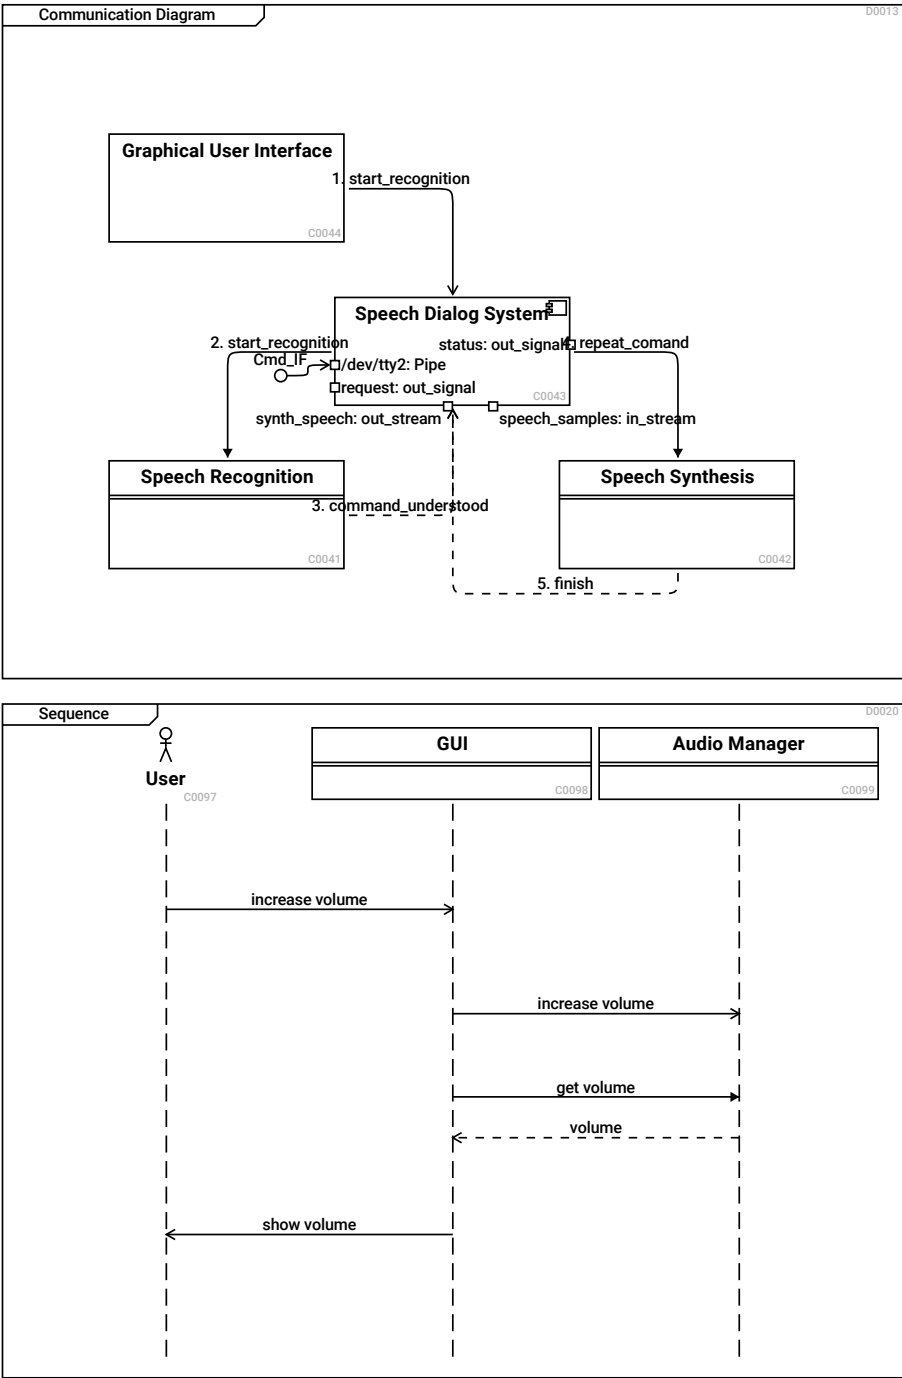 Communication Diagram
D0013
Graphical User Interface
1. start_recognition
C0044
Speech Dialog System
2. start_recognition
status: out_signal
4. repeat_comand
Cmd_IF
/dev/tty2: Pipe
request: out_signal
C0043
synth_speech: out_stream
speech_samples: in_stream
Speech Recognition
Speech Synthesis
3. command_understood
C0041
C0042
5. finish
Sequence
D0020
GUI
Audio Manager
User
C0097
C0098
C0099
increase volume
increase volume
get volume
volume
show volume